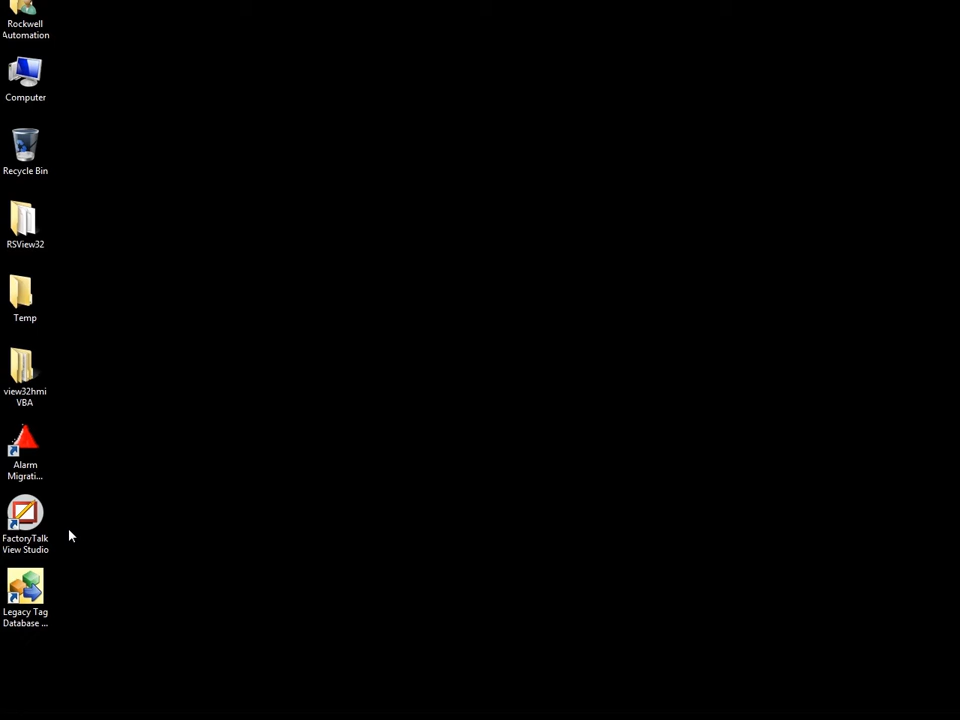 Rockwell
Automation
Computer
Recycle Bin
RSView32
Temp
view32hmi
VBA
Alarm
Migrati...
FactoryTalk
View Studio
Legacy Tag
Database ...